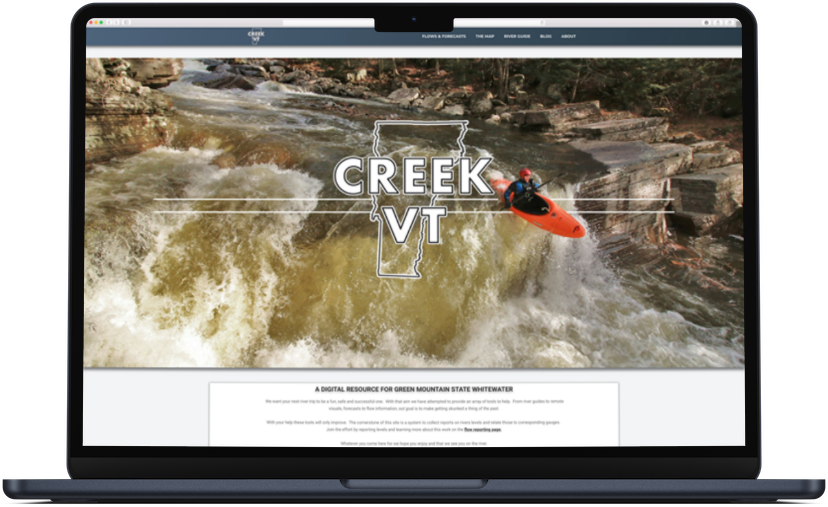 CREEK
VT
FLOWS & FORECASTS THE MAP RIVER GUIDE BLOG ABOUT
CREEK
VT
A DIGITAL RESOURCE FOR GREEN MOUNTAIN STATE WHITEWATER
We want your next river trip to be a fun, safe and successful one. With that aim we have attempted to provide an array of tools to help. From river guides to remote
visually, forecasts to flow information, our goal is to make getting skunked a thing of the past.
With your help these tools will only improve. The cornerstone of this site is a system to collect reports on rivers levels and relate those to corresponding gauges.
Join the effort by reporting levels and learning more about this work on the flow reporting page.
Whatever you come here for we hope you enjoy and that we see you on the river.